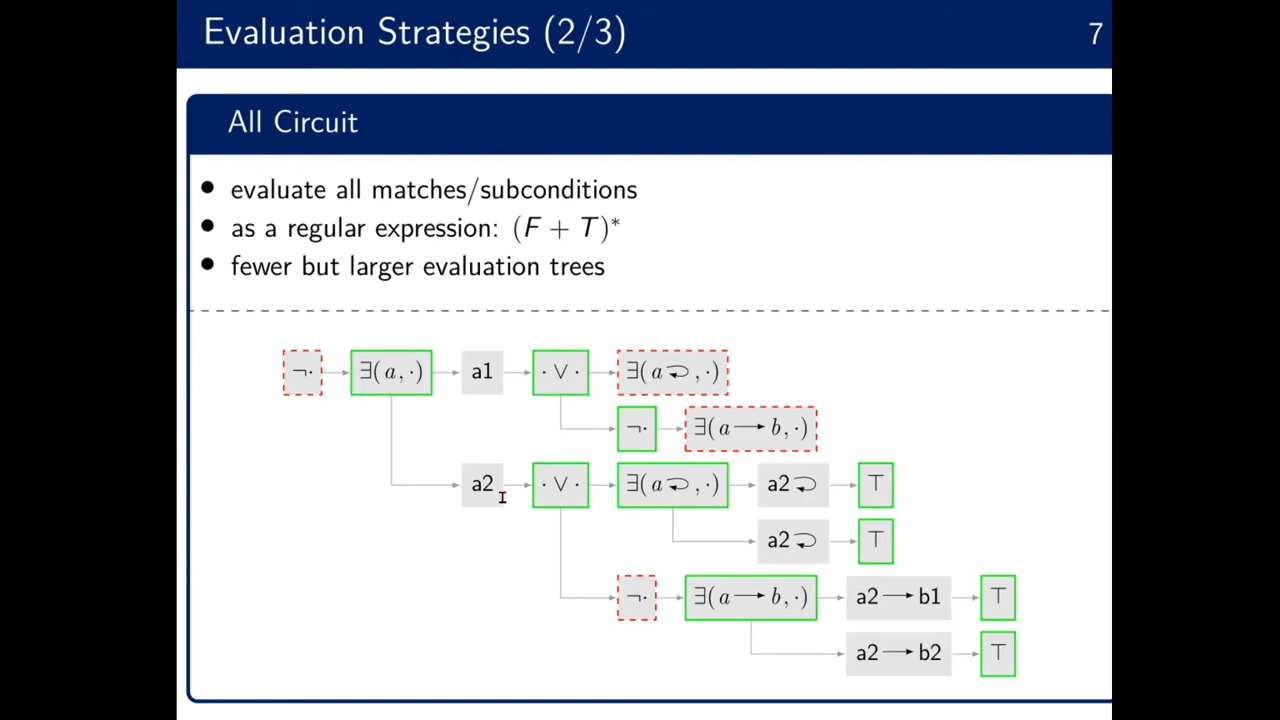 Evaluation Strategies (2/3) 7
All Circuit
• evaluate all matches/subconditions
• as a regular expression: (F + T)*
• fewer but larger evaluation trees
¬· ∃(a, ·) a1 · ∨ · ∃(a⮌, ·)
¬· ∃(a ⟶ b, ·)
a2 · ∨ · ∃(a⮌, ·) a2⮌ ⊤
a2⮌ ⊤
¬· ∃(a ⟶ b, ·) a2 ⟶ b1 ⊤
a2 ⟶ b2 ⊤